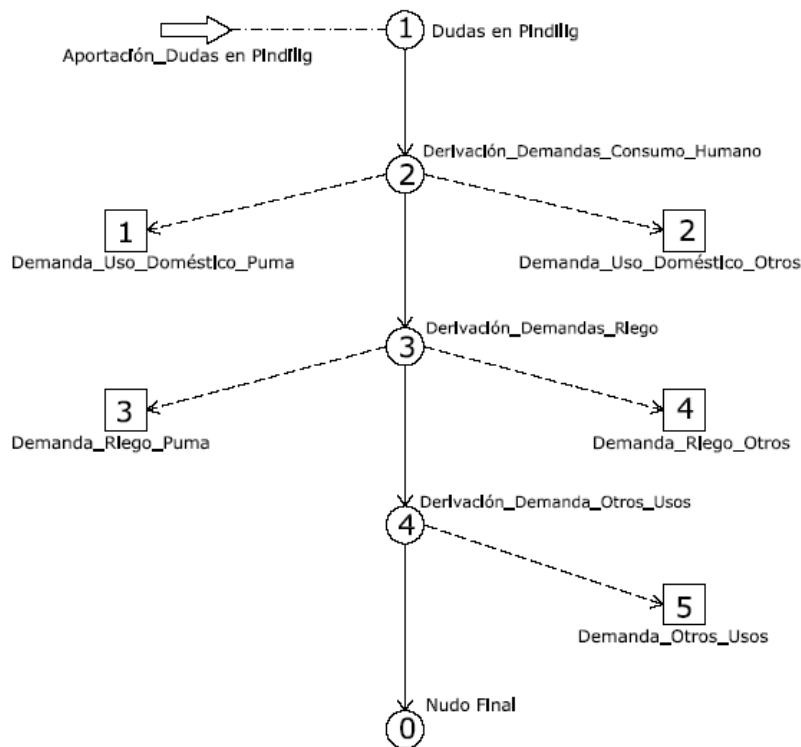 1 Dudas en Pindilig
Aportación_Dudas en Pindilig
Derivación_Demandas_Consumo_Humano
2
1 2
Demanda_Uso_Doméstico_Puma Demanda_Uso_Doméstico_Otros
Derivación_Demandas_Riego
3
3 4
Demanda_Riego_Puma Demanda_Riego_Otros
Derivación_Demanda_Otros_Usos
4
5
Demanda_Otros_Usos
Nudo Final
0